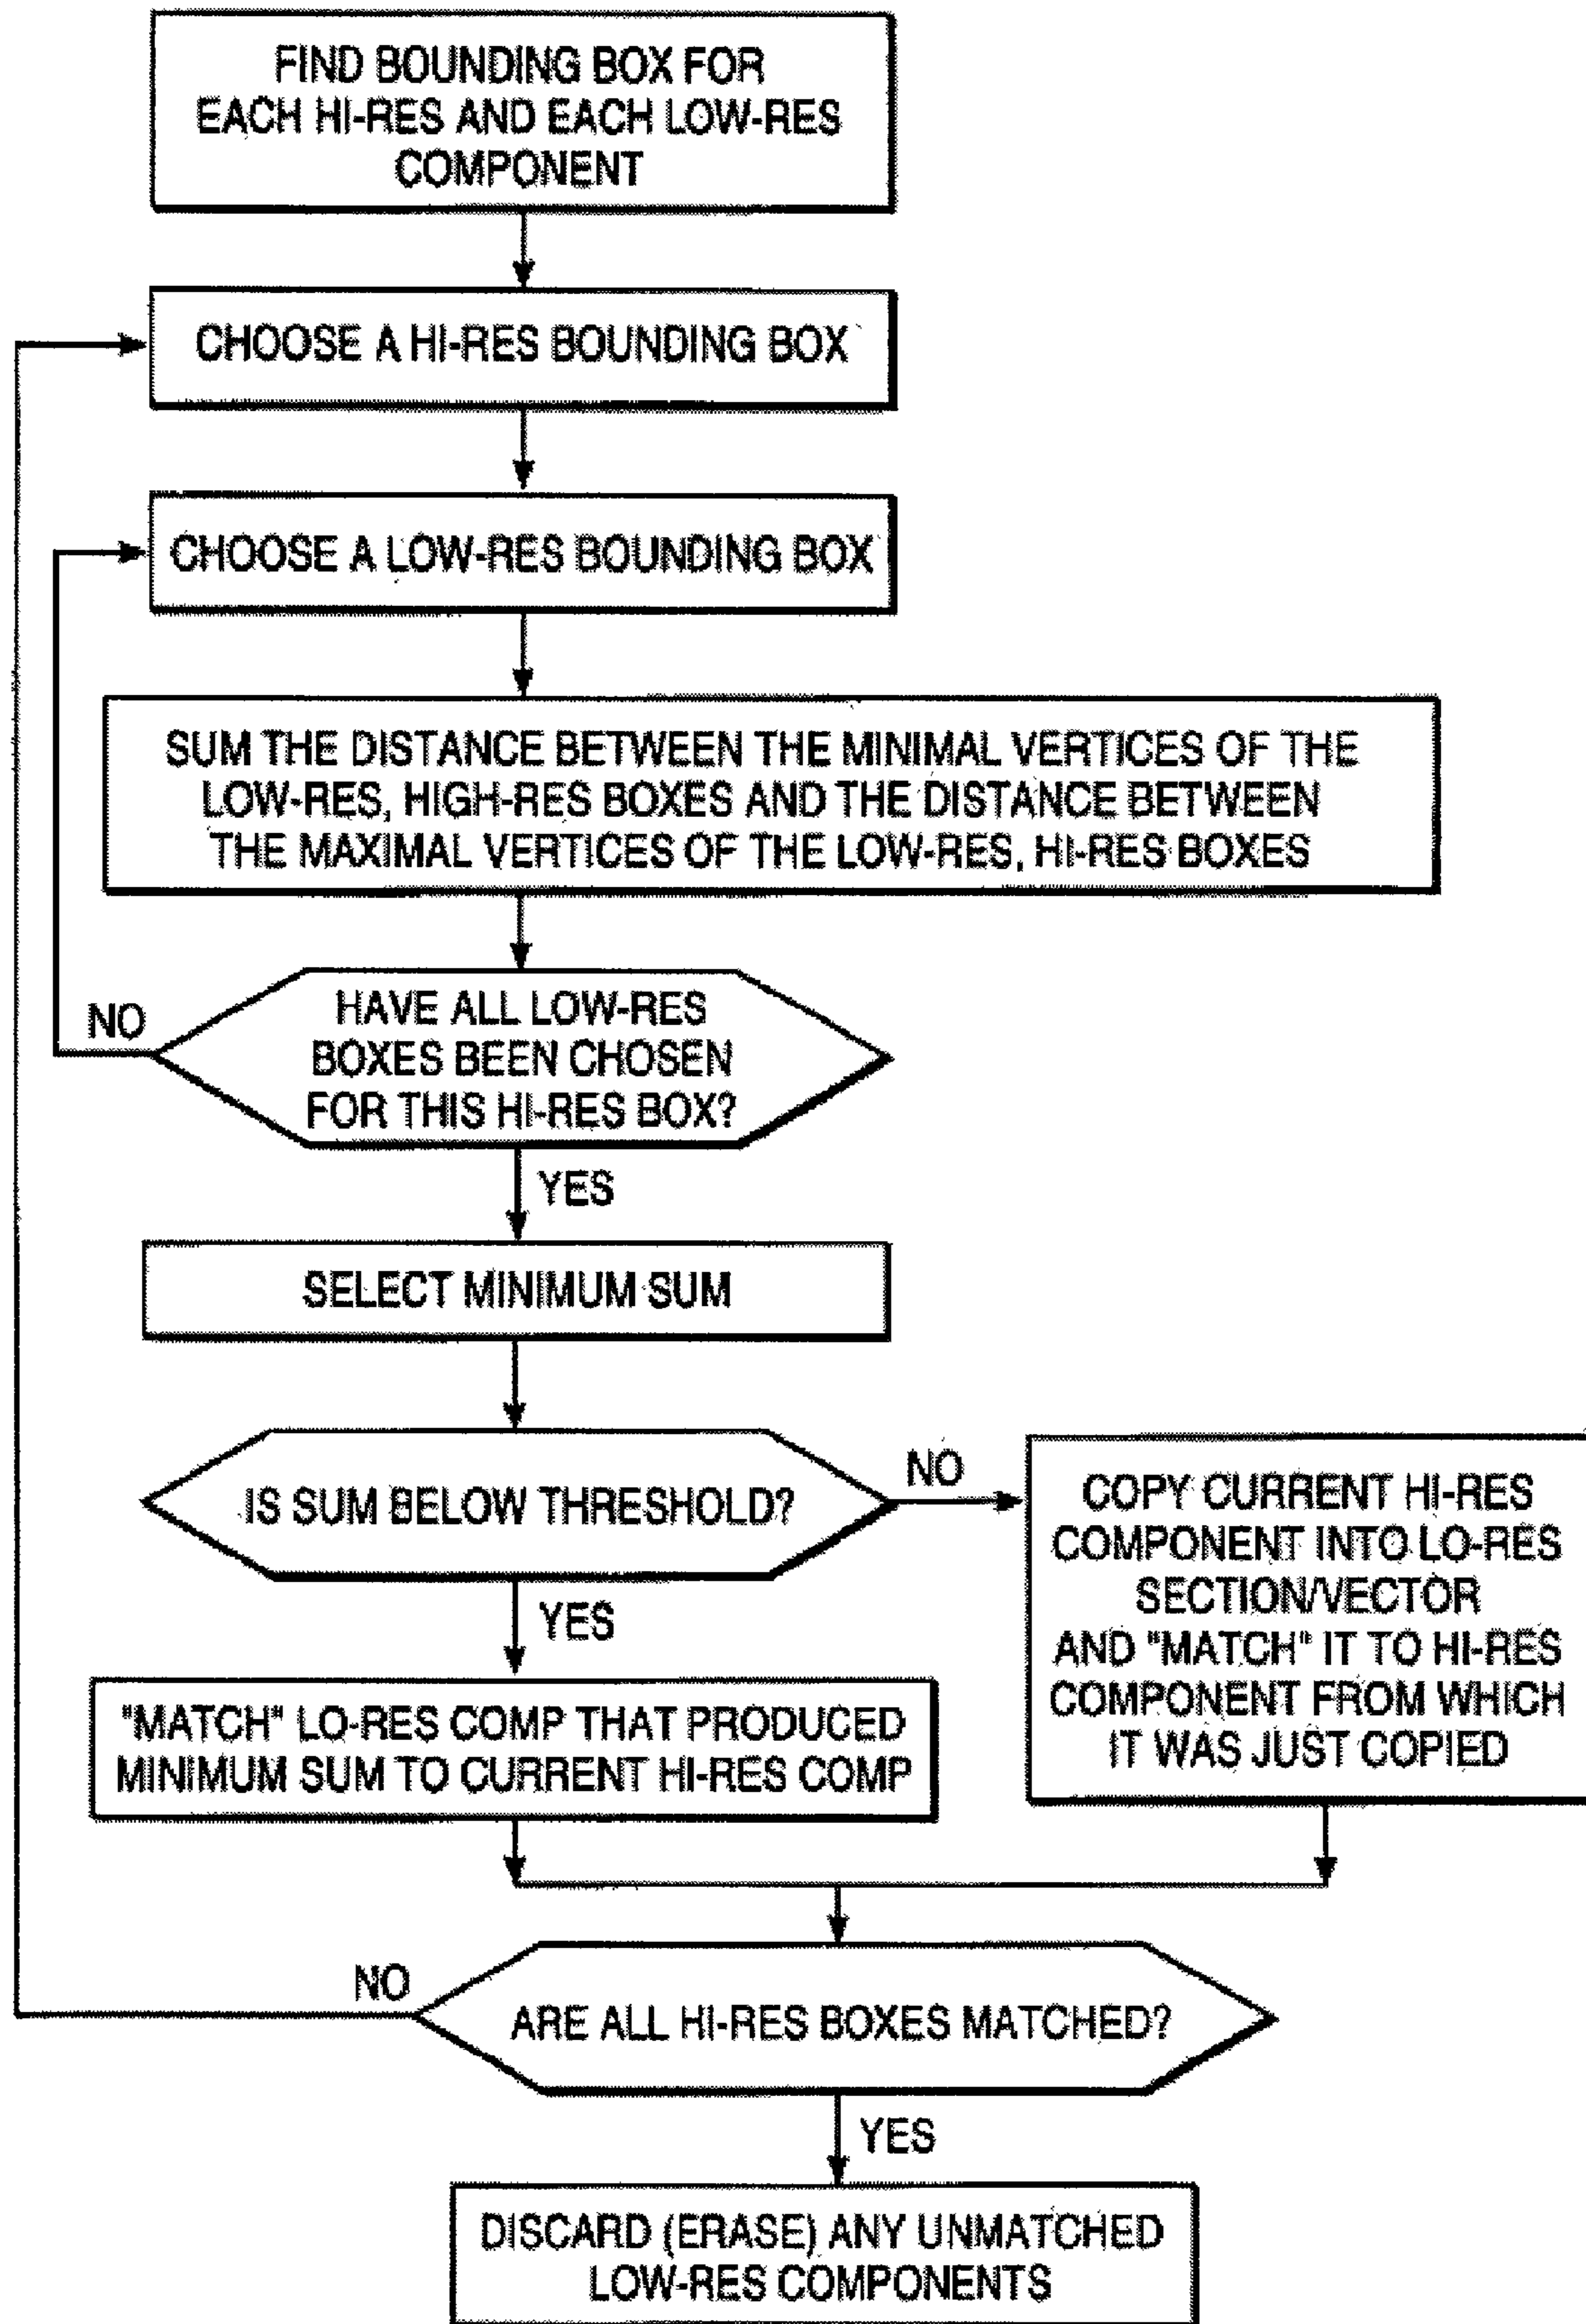 FIND BOUNDING BOX FOR
EACH HI-RES AND EACH LOW-RES
COMPONENT
CHOOSE A HI-RES BOUNDING BOX
CHOOSE A LOW-RES BOUNDING BOX
SUM THE DISTANCE BETWEEN THE MINIMAL VERTICES OF THE
LOW-RES, HIGH-RES BOXES AND THE DISTANCE BETWEEN
THE MAXIMAL VERTICES OF THE LOW-RES, HI-RES BOXES
NO
HAVE ALL LOW-RES
BOXES BEEN CHOSEN
FOR THIS HI-RES BOX?
YES
SELECT MINIMUM SUM
IS SUM BELOW THRESHOLD?
NO
YES
COPY CURRENT HI-RES
COMPONENT INTO LO-RES
SECTION/VECTOR
AND "MATCH" IT TO HI-RES
COMPONENT FROM WHICH
IT WAS JUST COPIED
"MATCH" LO-RES COMP THAT PRODUCED
MINIMUM SUM TO CURRENT HI-RES COMP
NO
ARE ALL HI-RES BOXES MATCHED?
YES
DISCARD (ERASE) ANY UNMATCHED
LOW-RES COMPONENTS